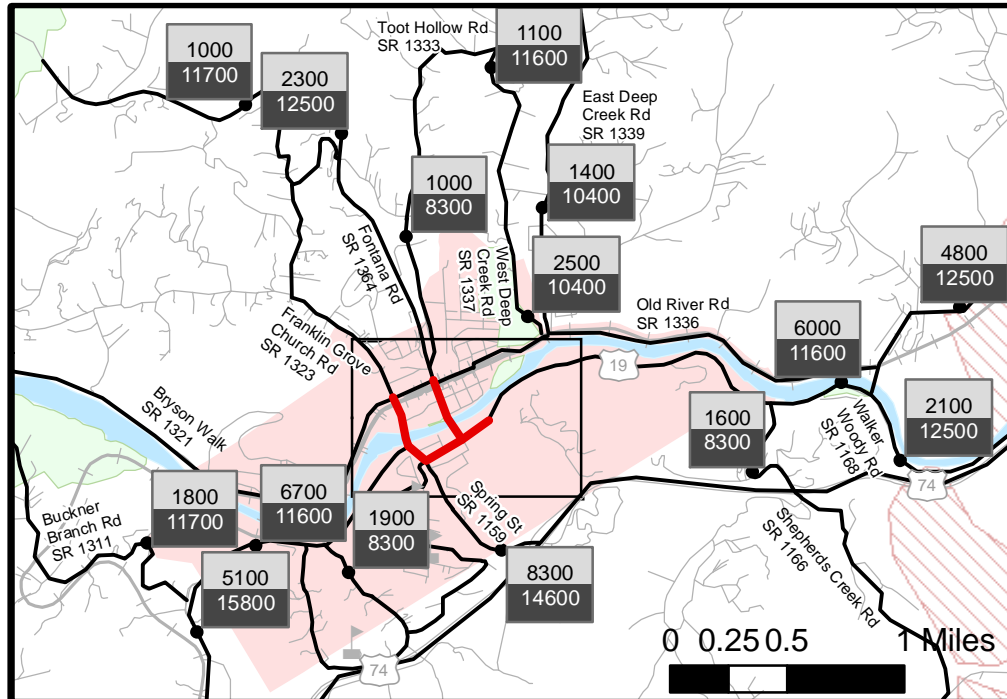 Toot Hollow Rd
SR 1333
1100
11600
1000
11700
2300
12500
East Deep
Creek Rd
SR 1339
1000
8300
1400
10400
Fontana Rd
SR 1364
West Deep
Creek Rd
SR 1337
2500
10400
4800
12500
Old River Rd
SR 1336
6000
11600
Franklin Grove
Church Rd
SR 1323
19
Bryson Walk
SR 1321
1600
8300
Walker
Woody Rd
SR 1168
2100
12500
74
1800
11700
6700
11600
1900
8300
Spring St
SR 1159
Buckner
Branch Rd
SR 1311
5100
15800
8300
14600
Shepherds Creek Rd
SR 1166
74
0 0.25 0.5 1 Miles